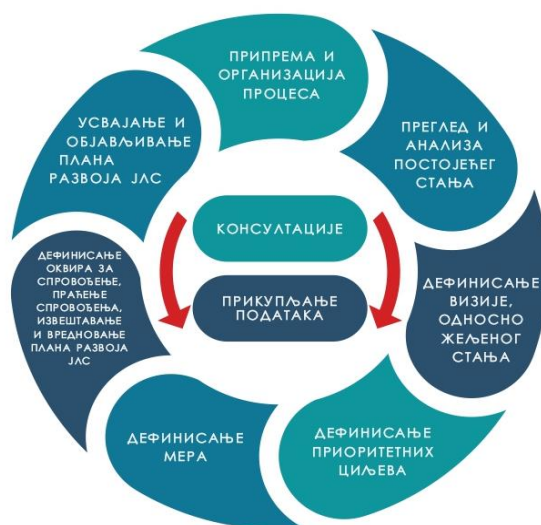 ПРИПРЕМА И
ОРГАНИЗАЦИЈА
ПРОЦЕСА
ПРЕГЛЕД И
АНАЛИЗА
ПОСТОЈЕЋЕГ
СТАЊА
ДЕФИНИСАЊЕ
ВИЗИЈЕ,
ОДНОСНО
ЖЕЉЕНОГ
СТАЊА
ДЕФИНИСАЊЕ
ПРИОРИТЕТНИХ
ЦИЉЕВА
ДЕФИНИСАЊЕ
МЕРА
ДЕФИНИСАЊЕ
ОКВИРА ЗА
СПРОВОЂЕЊЕ,
ПРАЋЕЊЕ
СПРОВОЂЕЊА,
ИЗВЕШТАВАЊЕ
И ВРЕДНОВАЊЕ
ПЛАНА РАЗВОЈА
ЈЛС
УСВАЈАЊЕ И
ОБЈАВЉИВАЊЕ
ПЛАНА
РАЗВОЈА ЈЛС
КОНСУЛТАЦИЈЕ
ПРИКУПЉАЊЕ
ПОДАТАКА